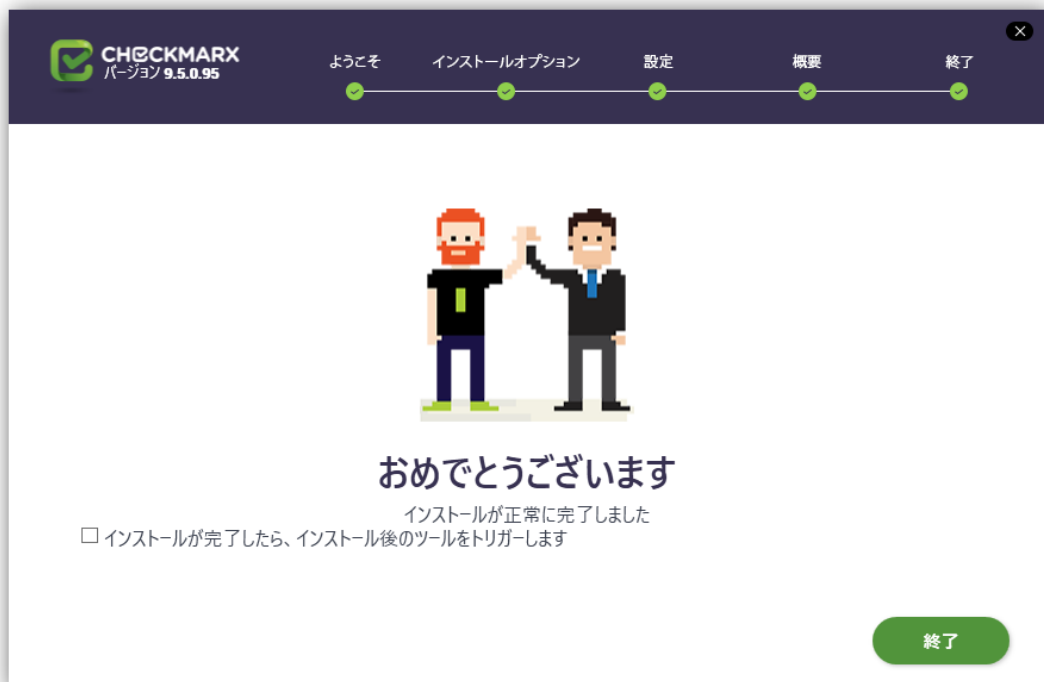 CHECKMARX
バージョン 9.5.0.95
ようこそ
インストールオプション
設定
概要
終了
おめでとうございます
インストールが正常に完了しました
インストールが完了したら、インストール後のツールをトリガーします
終了